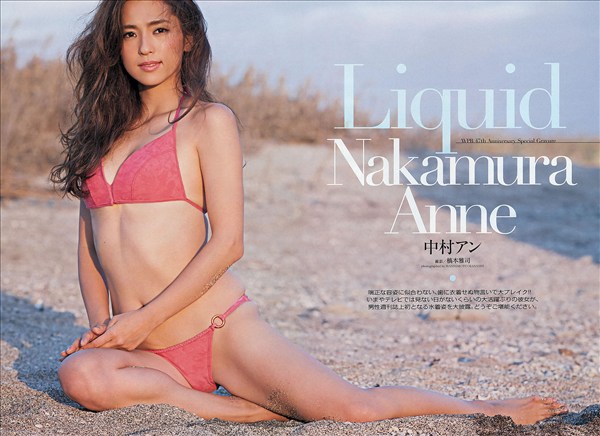 Liquid
WPB 47th Anniversary Special Gravure
Nakamura
Anne
中村アン
撮影/橋本雅司
端正な容姿に似合わない、歯に衣着せぬ物言いで大ブレイク!!
いまやテレビでは見ない日がないくらいの大活躍ぶりの彼女が、
男性週刊誌上初となる水着姿を大披露。どうぞご堪能ください。